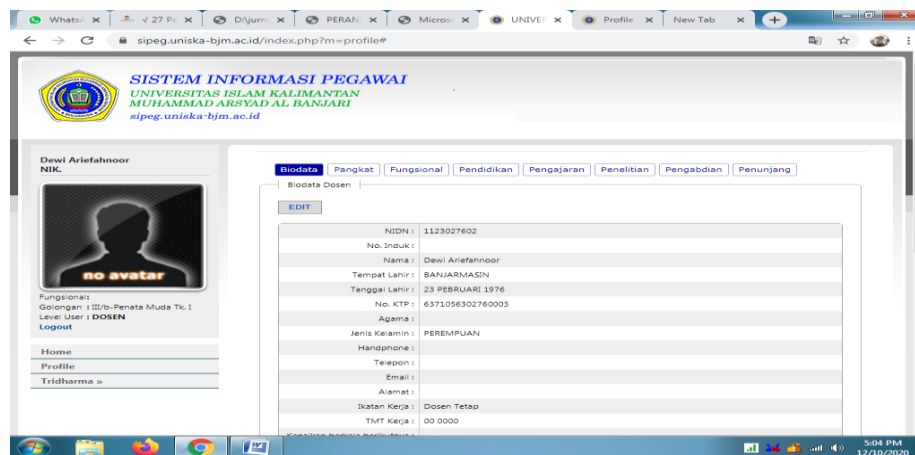 WhatsA
√ 27 Pe
D:\jurna
PERAN
Micros
UNIVER
Profile
New Tab
sipeg.uniska-bjm.ac.id/index.php?m=profile#
SISTEM INFORMASI PEGAWAI
UNIVERSITAS ISLAM KALIMANTAN
MUHAMMAD ARSYAD AL BANJARI
sipeg.uniska-bjm.ac.id
Dewi Ariefahnoor
NIK.
no avatar
Fungsional:
Golongan : III/b-Penata Muda Tk. I
Level User : DOSEN
Logout
Home
Profile
Tridharma »
Biodata Pangkat Fungsional Pendidikan Pengajaran Penelitian Pengabdian Penunjang
Biodata Dosen
EDIT
NIDN : 1123027602
No. Induk :
Nama : Dewi Ariefahnoor
Tempat Lahir : BANJARMASIN
Tanggal Lahir : 23 PEBRUARI 1976
No. KTP : 6371056302760003
Agama :
Jenis Kelamin : PEREMPUAN
Handphone :
Telepon :
Email :
Alamat :
Ikatan Kerja : Dosen Tetap
TMT Kerja : 00 0000
5:04 PM
12/10/2020